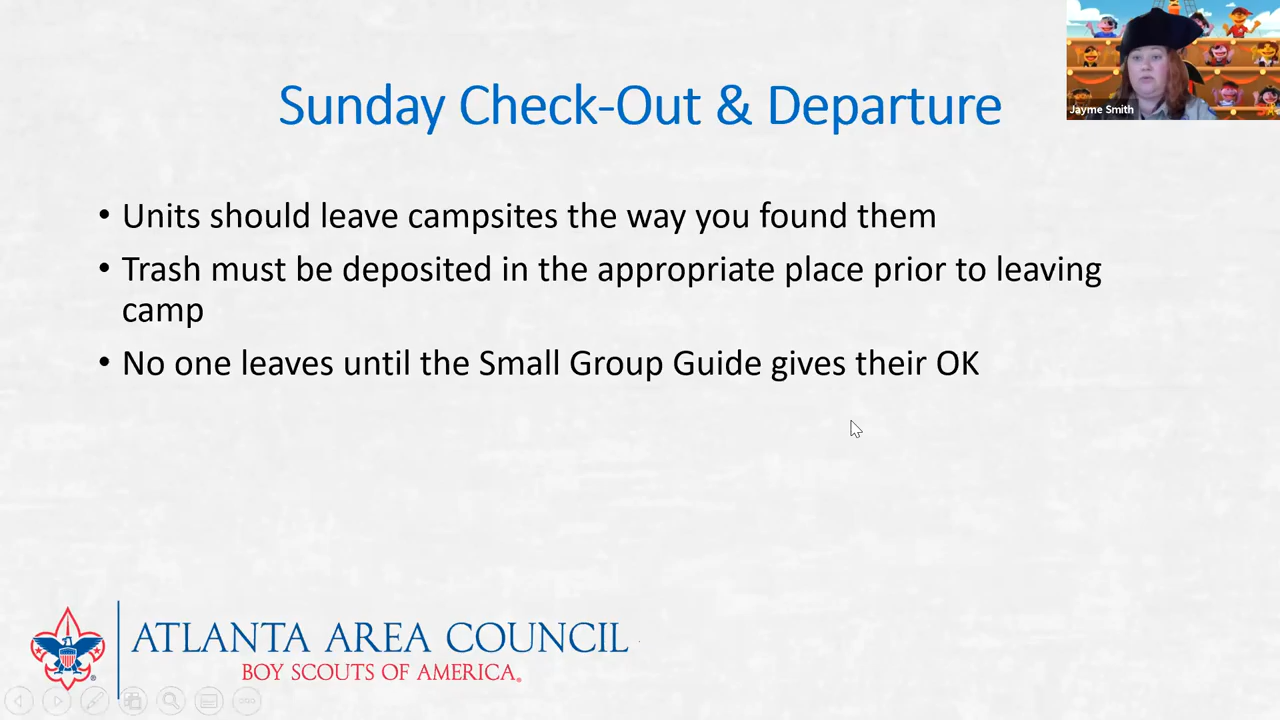 Jayme Smith
Sunday Check-Out & Departure
• Units should leave campsites the way you found them
• Trash must be deposited in the appropriate place prior to leaving
camp
• No one leaves until the Small Group Guide gives their OK
ATLANTA AREA COUNCIL
BOY SCOUTS OF AMERICA®